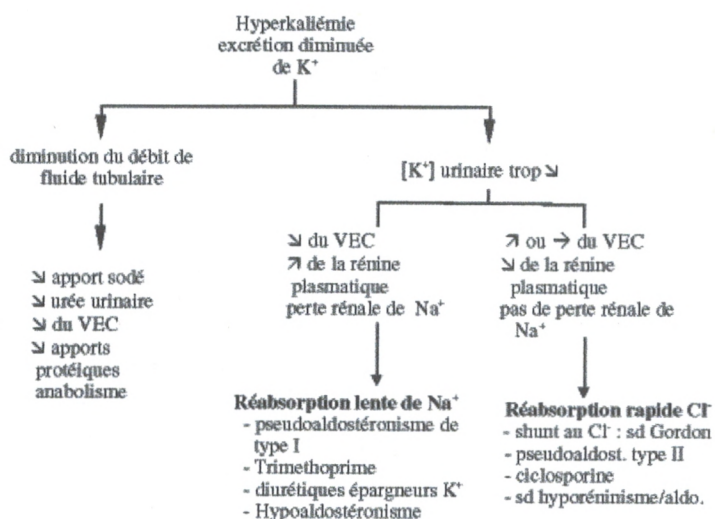 Hyperkaliémie
excrétion diminuée
de K⁺
diminution du débit de
fluide tubulaire
[K⁺] urinaire trop ↘
↘ apport sodé
↘ urée urinaire
↘ du VEC
↘ apports
protéiques
anabolisme
↘ du VEC
↗ de la rénine
plasmatique
perte rénale de Na⁺
↗ ou → du VEC
↘ de la rénine
plasmatique
pas de perte rénale de
Na⁺
Réabsorption lente de Na⁺
- pseudoaldostéronisme de
type I
- Trimethoprime
- diurétiques épargneurs K⁺
- Hypoaldostéronisme
Réabsorption rapide Cl⁻
- shunt au Cl⁻ : sd Gordon
- pseudoaldost. type II
- ciclosporine
- sd hyporéninisme/aldo.